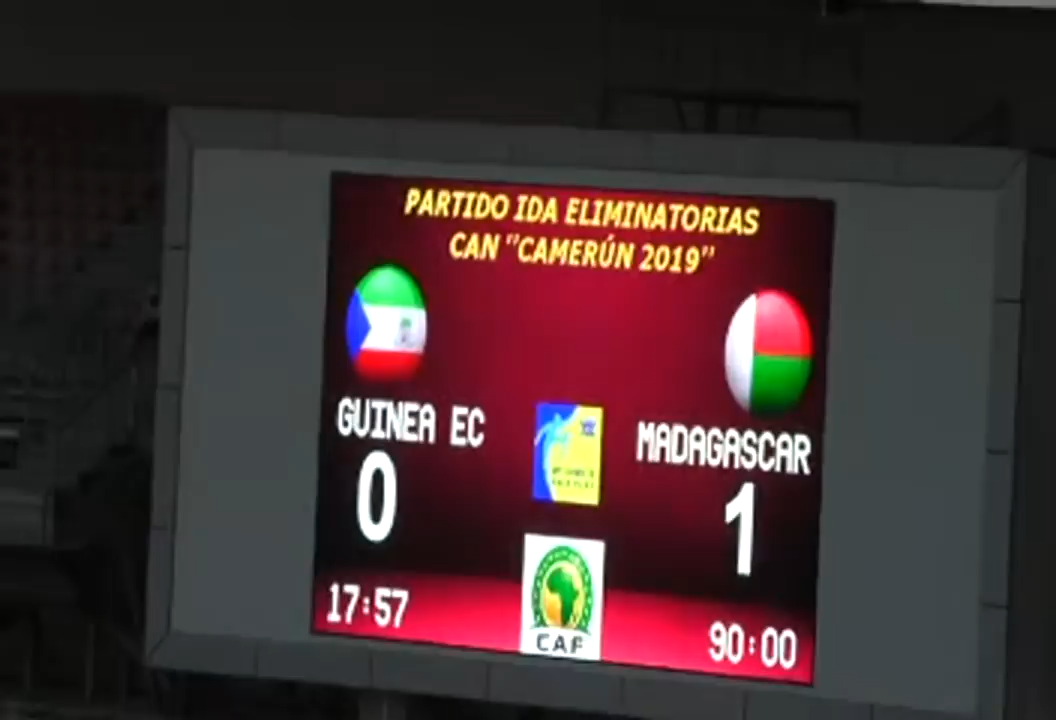 PARTIDO IDA ELIMINATORIAS
CAN "CAMERÚN 2019"
GUINEA EC
MADAGASCAR
0
1
CAF
17:57
90:00